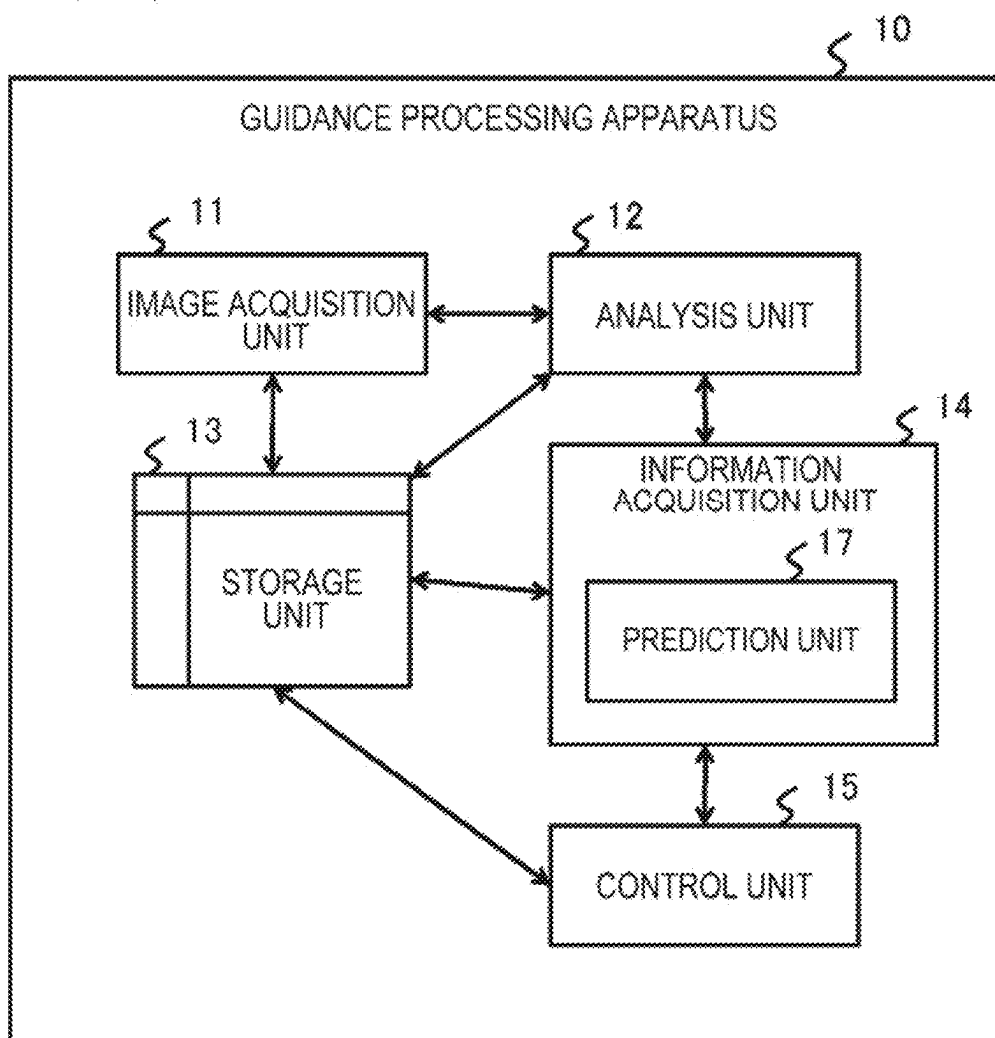 10
GUIDANCE PROCESSING APPARATUS
11
IMAGE ACQUISITION
UNIT
12
ANALYSIS UNIT
13
STORAGE
UNIT
14
INFORMATION
ACQUISITION UNIT
17
PREDICTION UNIT
15
CONTROL UNIT